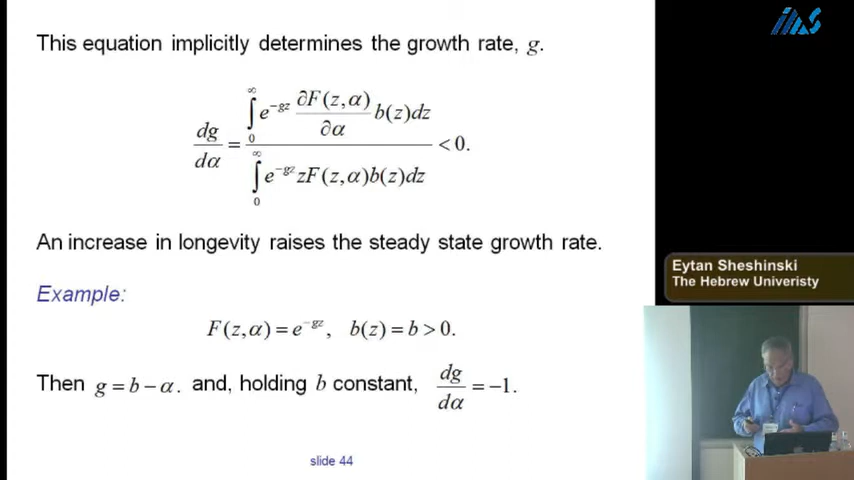 IIAS
This equation implicitly determines the growth rate, g.
dg/dα = ∫₀^∞ e^{-gz} ∂F(z,α)/∂α b(z)dz / ∫₀^∞ e^{-gz} zF(z,α)b(z)dz < 0.
An increase in longevity raises the steady state growth rate.
Eytan Sheshinski
The Hebrew Univeristy
Example:
F(z,α) = e^{-gz}, b(z) = b > 0.
Then g = b − α. and, holding b constant, dg/dα = −1.
slide 44